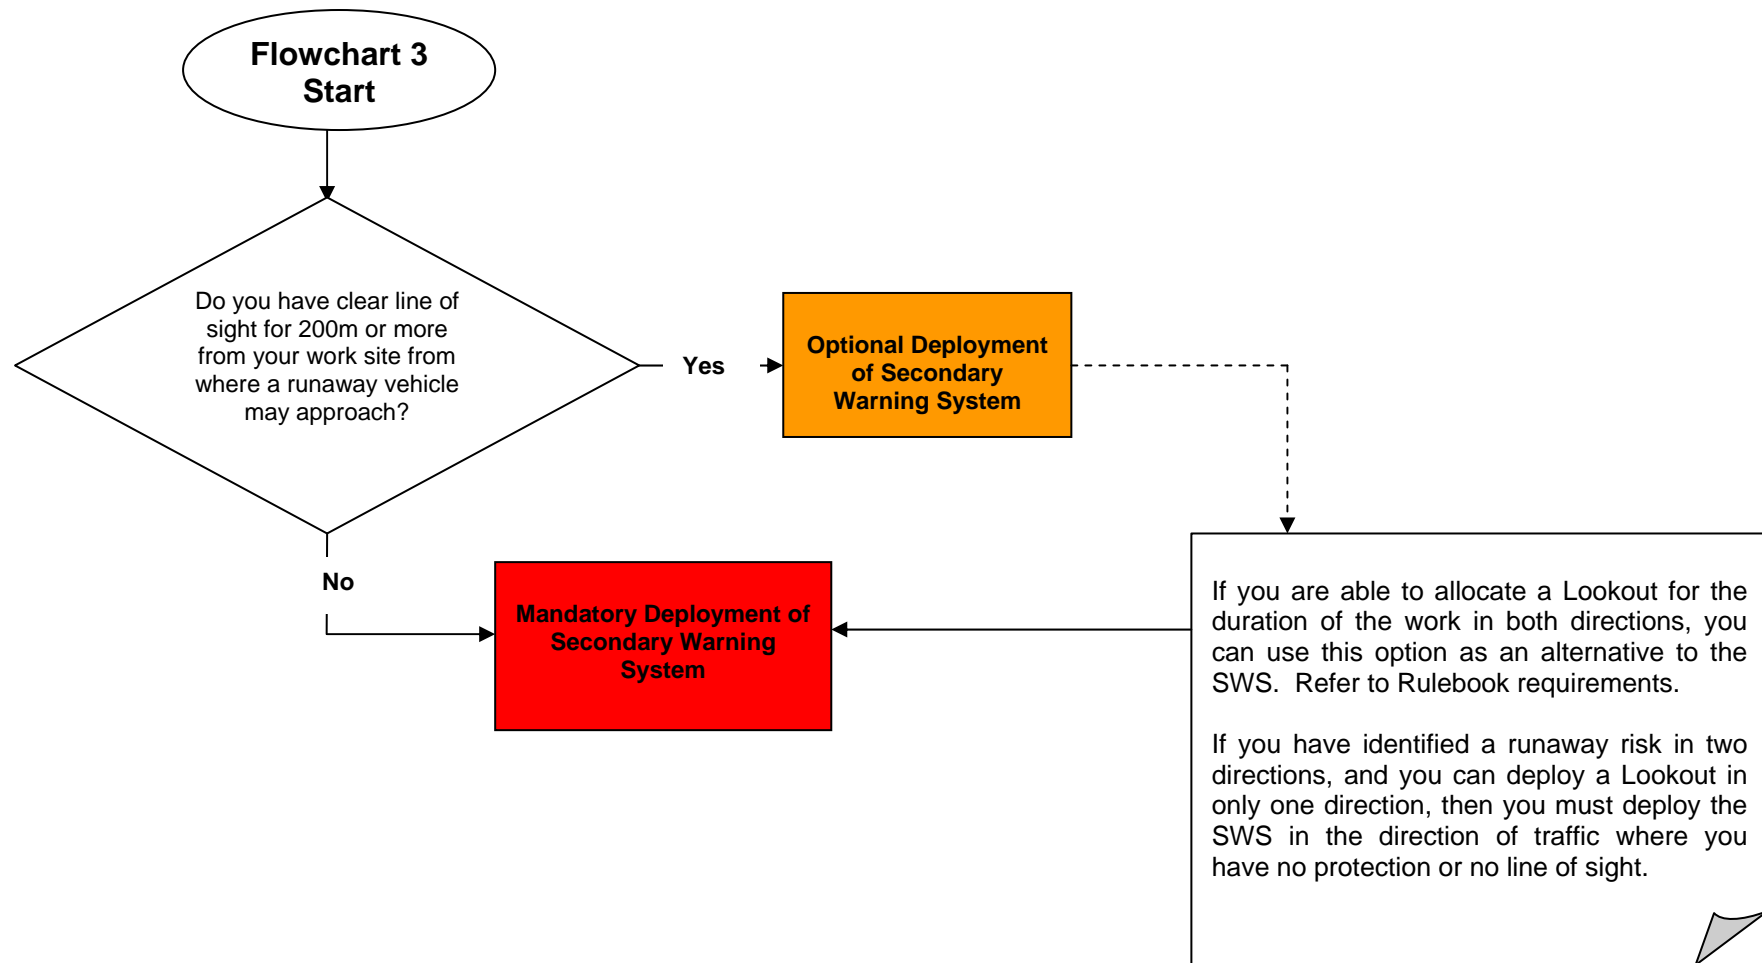 Flowchart 3
Start
Do you have clear line of
sight for 200m or more
from your work site from
where a runaway vehicle
may approach?
Yes
Optional Deployment
of Secondary
Warning System
No
Mandatory Deployment of
Secondary Warning
System
If you are able to allocate a Lookout for the
duration of the work in both directions, you
can use this option as an alternative to the
SWS.  Refer to Rulebook requirements.
If you have identified a runaway risk in two
directions, and you can deploy a Lookout in
only one direction, then you must deploy the
SWS in the direction of traffic where you
have no protection or no line of sight.